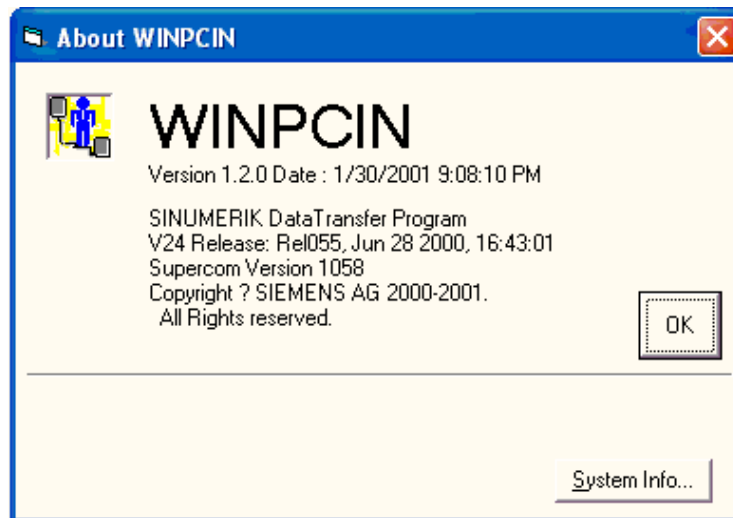 About WINPCIN
WINPCIN
Version 1.2.0 Date : 1/30/2001 9:08:10 PM
SINUMERIK DataTransfer Program
V24 Release: Rel055, Jun 28 2000, 16:43:01
Supercom Version 1058
Copyright ? SIEMENS AG 2000-2001.
All Rights reserved.
OK
System Info...